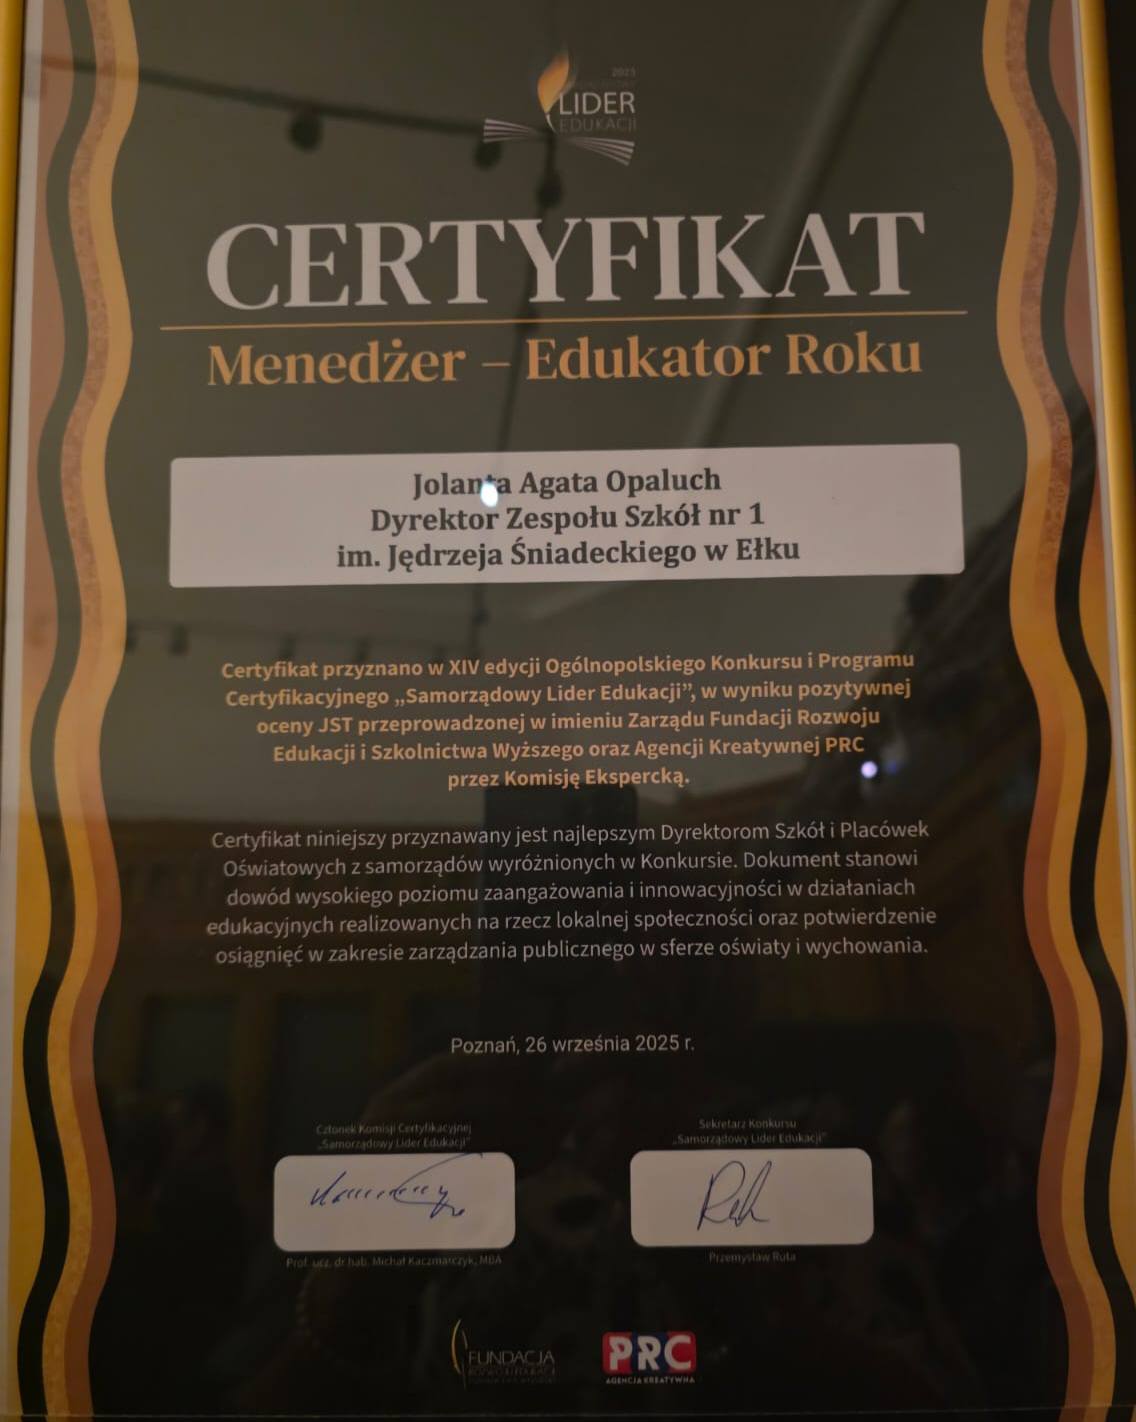 2025
LIDER
EDUKACJI
CERTYFIKAT
Menedżer – Edukator Roku
Jolanta Agata Opaluch
Dyrektor Zespołu Szkół nr 1
im. Jędrzeja Śniadeckiego w Ełku
Certyfikat przyznano w XIV edycji Ogólnopolskiego Konkursu i Programu
Certyfikacyjnego „Samorządowy Lider Edukacji”, w wyniku pozytywnej
oceny JST przeprowadzonej w imieniu Zarządu Fundacji Rozwoju
Edukacji i Szkolnictwa Wyższego oraz Agencji Kreatywnej PRC
przez Komisję Ekspercką.
Certyfikat niniejszy przyznawany jest najlepszym Dyrektorom Szkół i Placówek
Oświatowych z samorządów wyróżnionych w Konkursie. Dokument stanowi
dowód wysokiego poziomu zaangażowania i innowacyjności w działaniach
edukacyjnych realizowanych na rzecz lokalnej społeczności oraz potwierdzenie
osiągnięć w zakresie zarządzania publicznego w sferze oświaty i wychowania.
Poznań, 26 września 2025 r.
Członek Komisji Certyfikacyjnej
„Samorządowy Lider Edukacji”
Prof. ucz. dr hab. Michał Kaczmarczyk, MBA
Sekretarz Konkursu
„Samorządowy Lider Edukacji”
Przemysław Ruta
FUNDACJA
PRC
AGENCJA KREATYWNA